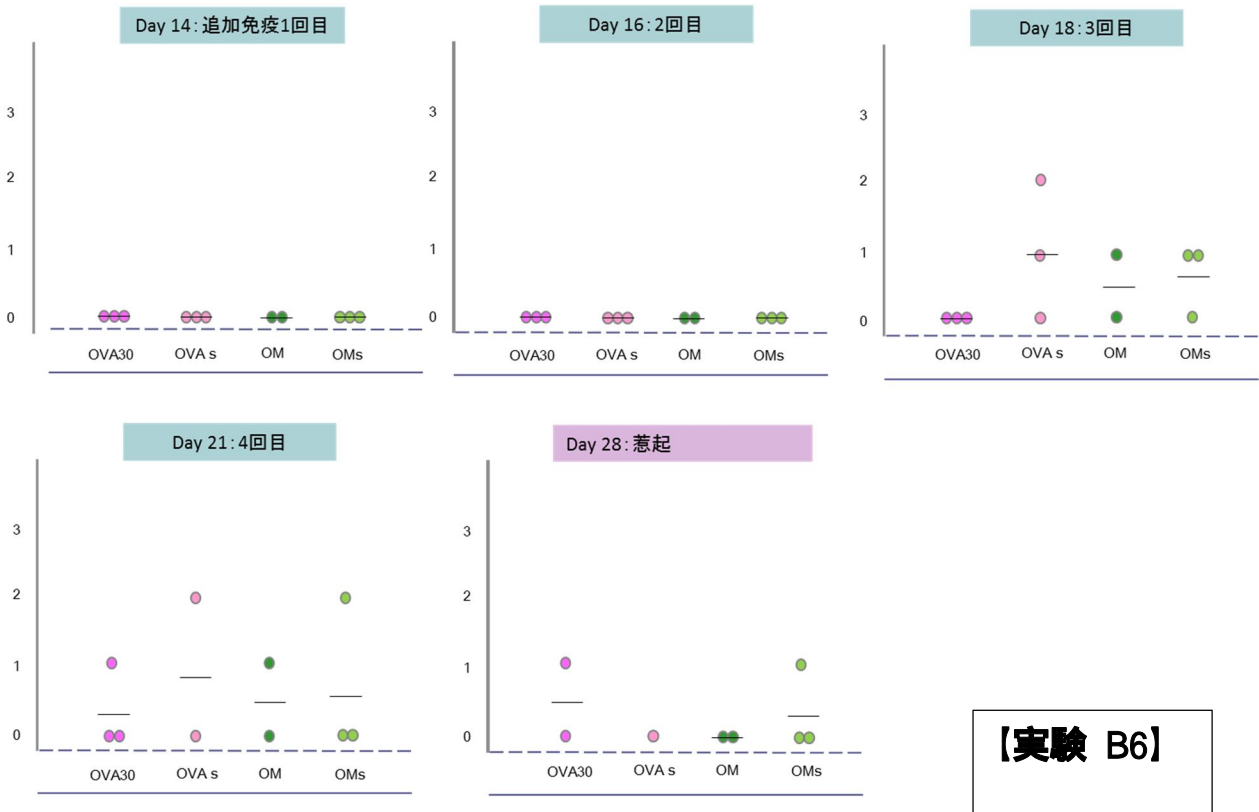 Day 14：追加免疫1回目
3
2
1
0
OVA30 OVA s OM OMs
Day 16：2回目
3
2
1
0
OVA30 OVA s OM OMs
Day 18：3回目
3
2
1
0
OVA30 OVA s OM OMs
Day 21：4回目
3
2
1
0
OVA30 OVA s OM OMs
Day 28：惹起
3
2
1
0
OVA30 OVA s OM OMs
【実験 B6】